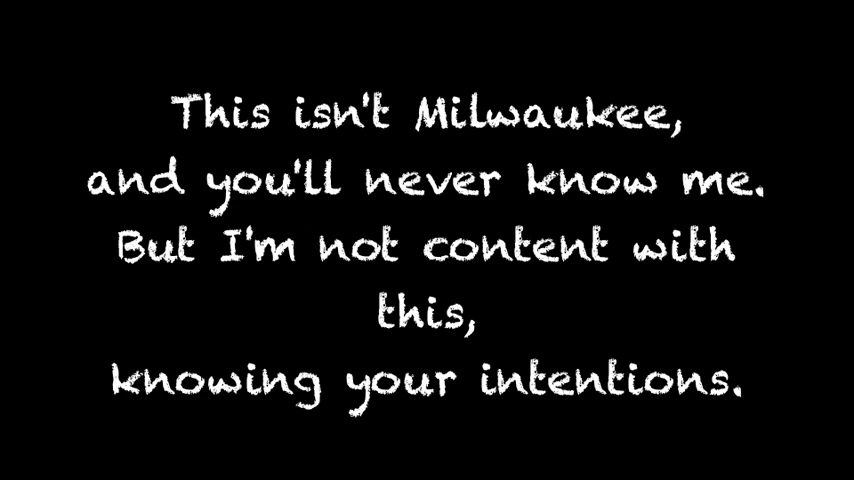 This isn't Milwaukee,
and you'll never know me.
But I'm not content with
this,
knowing your intentions.